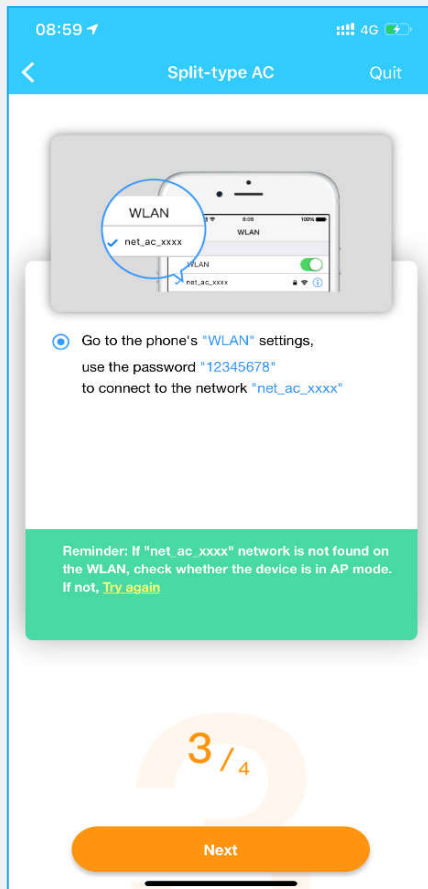 08:59 4G
Split-type AC Quit
WLAN
net_ac_xxxx
100%
WLAN
WLAN
net_ac_xxxx
Go to the phone's "WLAN" settings,
use the password "12345678"
to connect to the network "net_ac_xxxx"
Reminder: If "net_ac_xxxx" network is not found on
the WLAN, check whether the device is in AP mode.
If not, Try again
3 / 4
Next